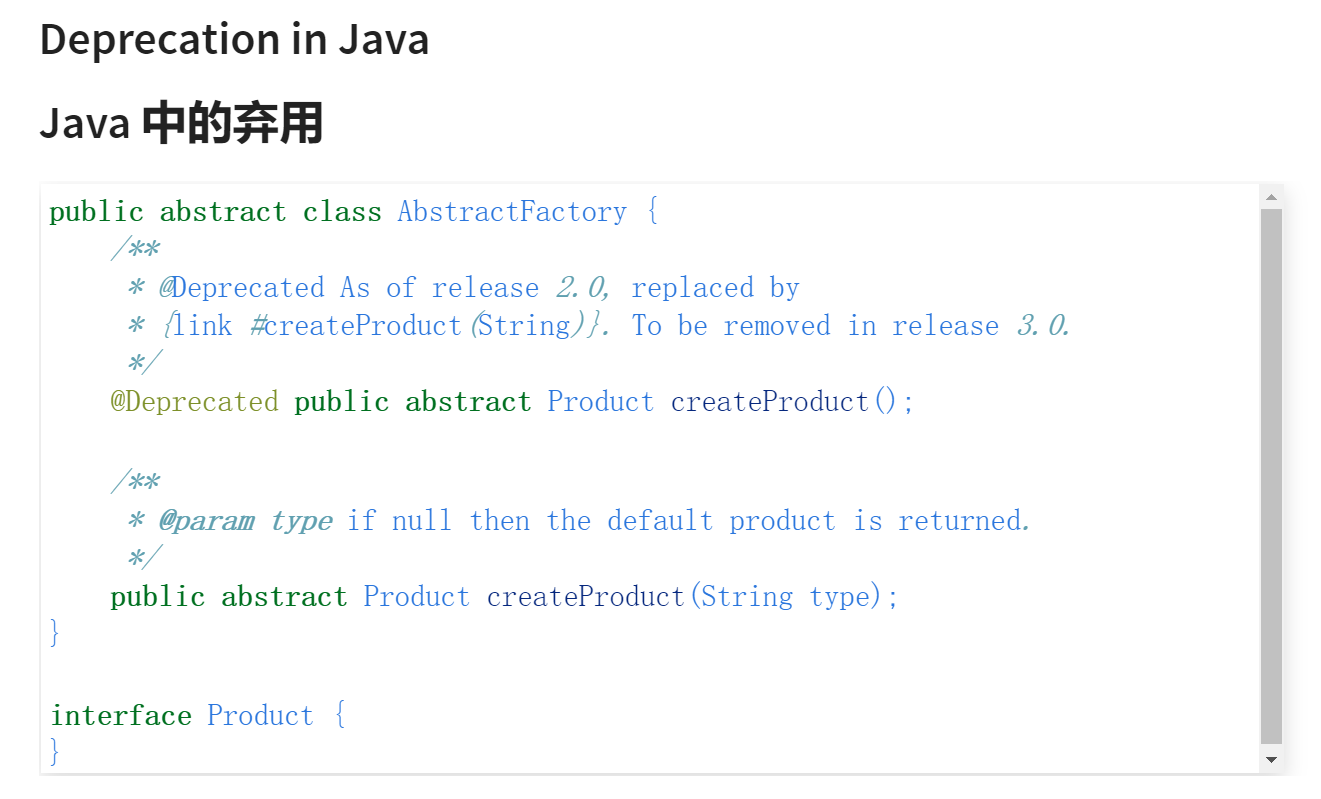 Deprecation in Java
Java 中的弃用
public abstract class AbstractFactory {
/**
* @Deprecated As of release 2.0, replaced by
* {link #createProduct(String)}. To be removed in release 3.0.
*/
@Deprecated public abstract Product createProduct();
/**
* @param type if null then the default product is returned.
*/
public abstract Product createProduct(String type);
}
interface Product {
}